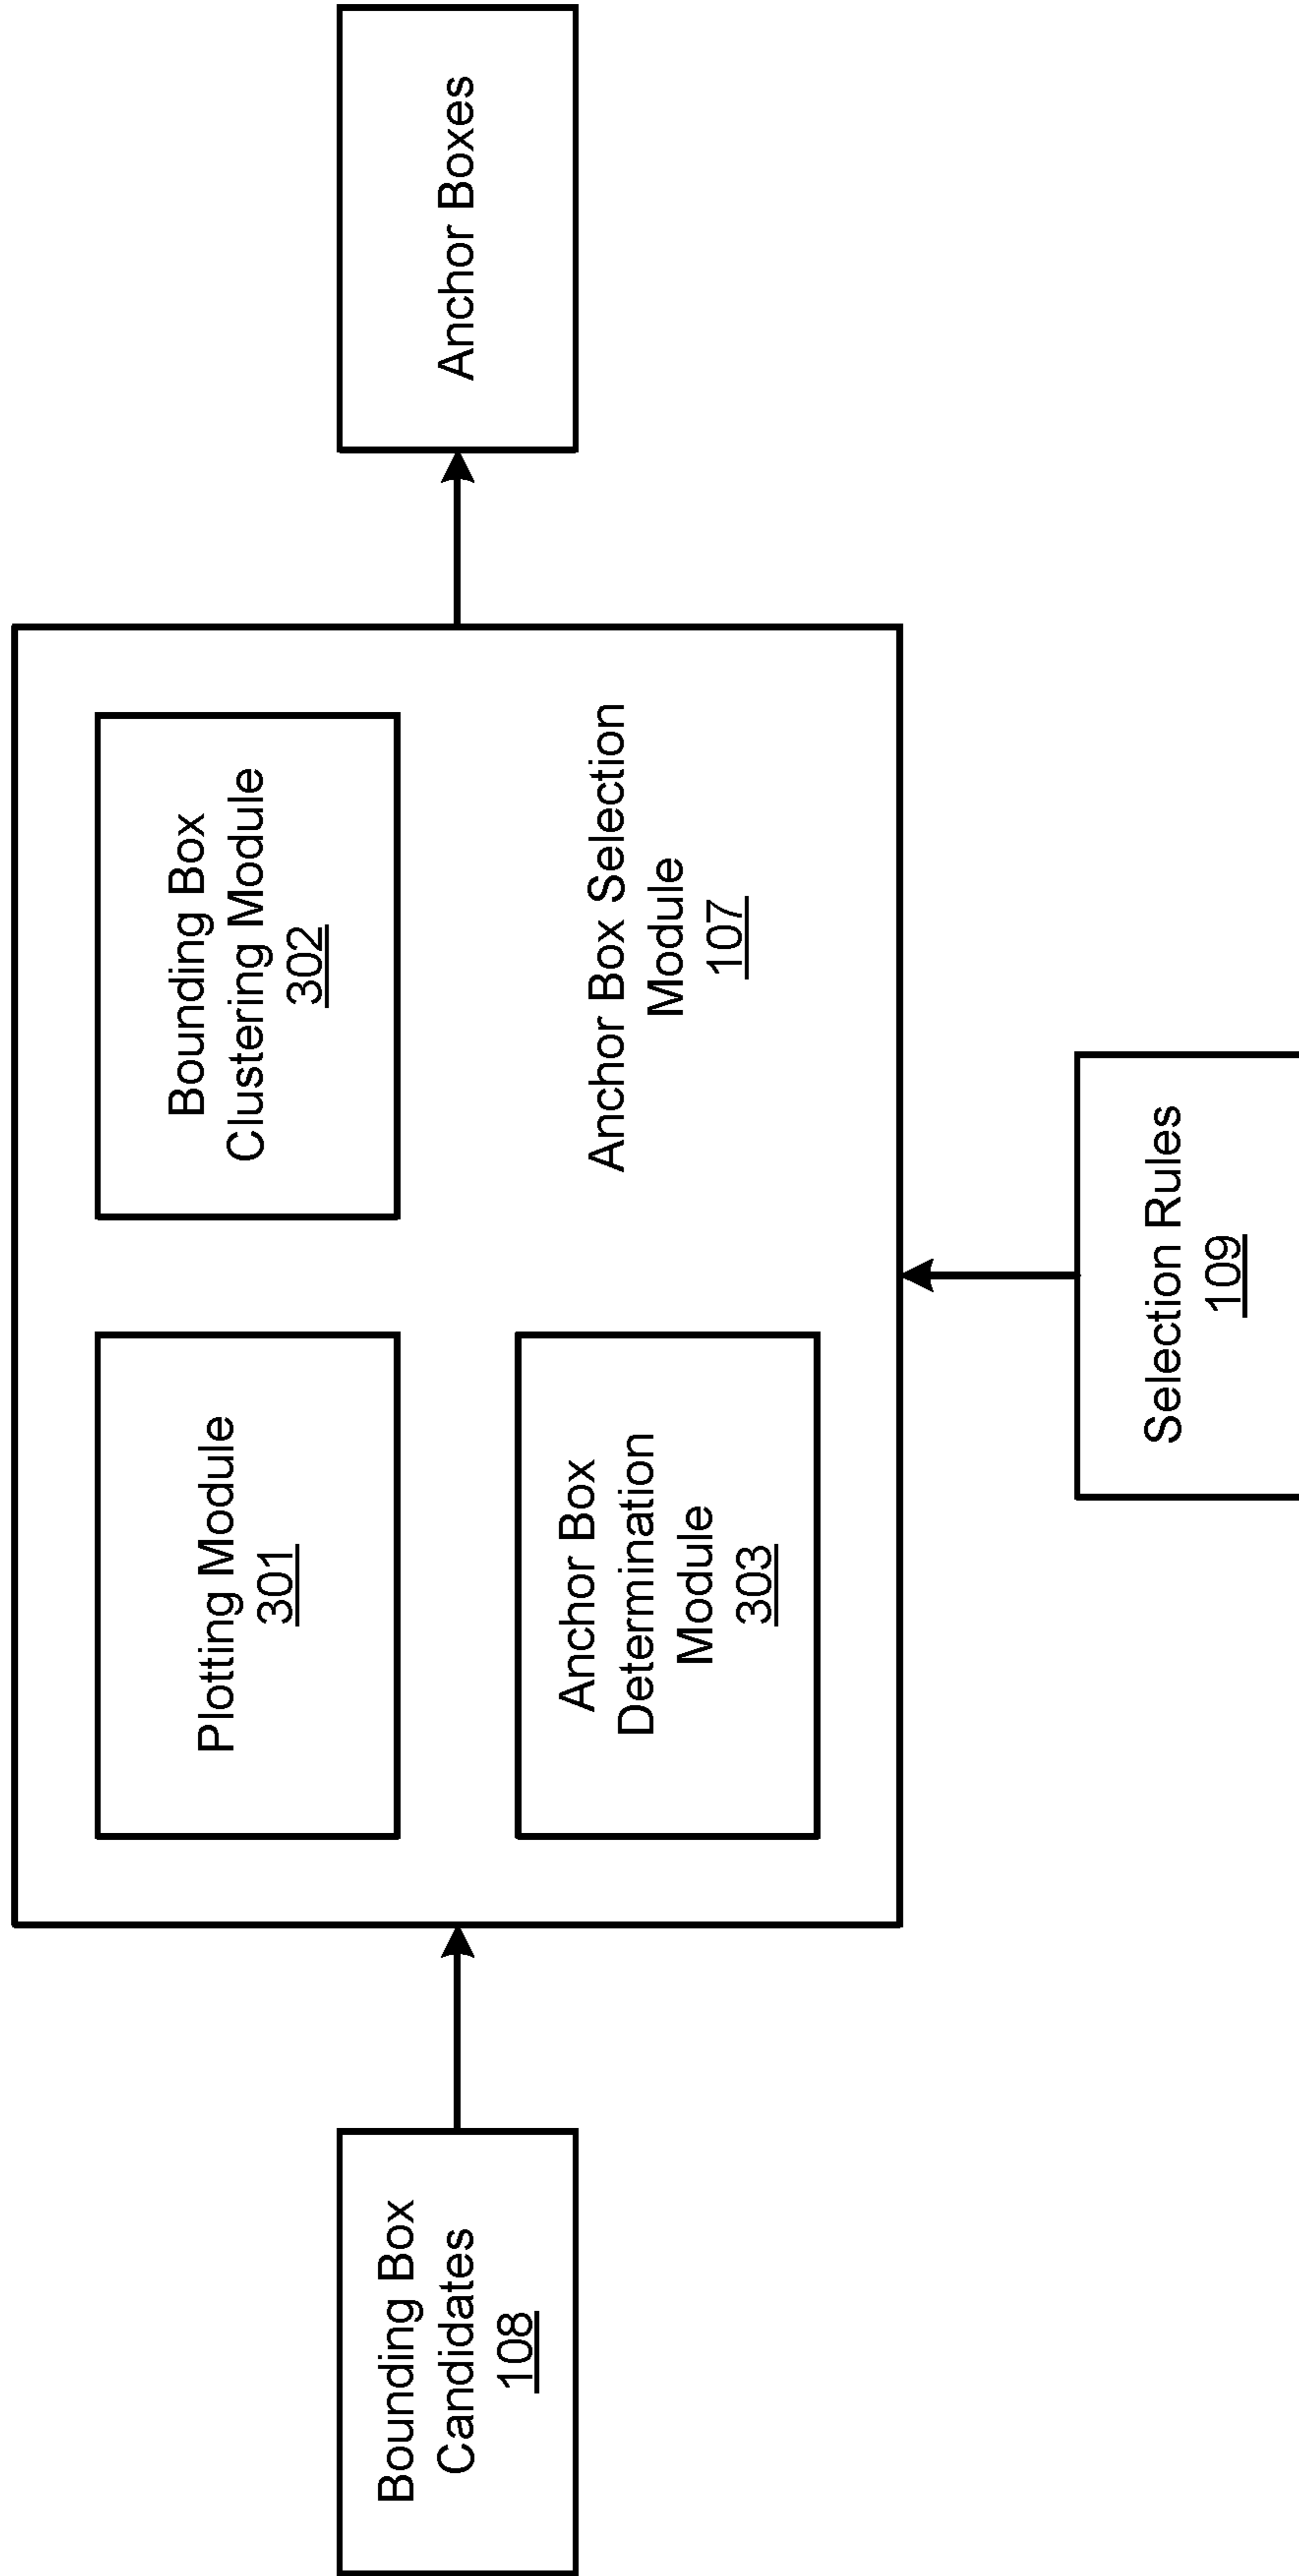 Bounding Box
Candidates
108
Plotting Module
301
Bounding Box
Clustering Module
302
Anchor Box
Determination
Module
303
Anchor Box Selection
Module
107
Anchor Boxes
Selection Rules
109